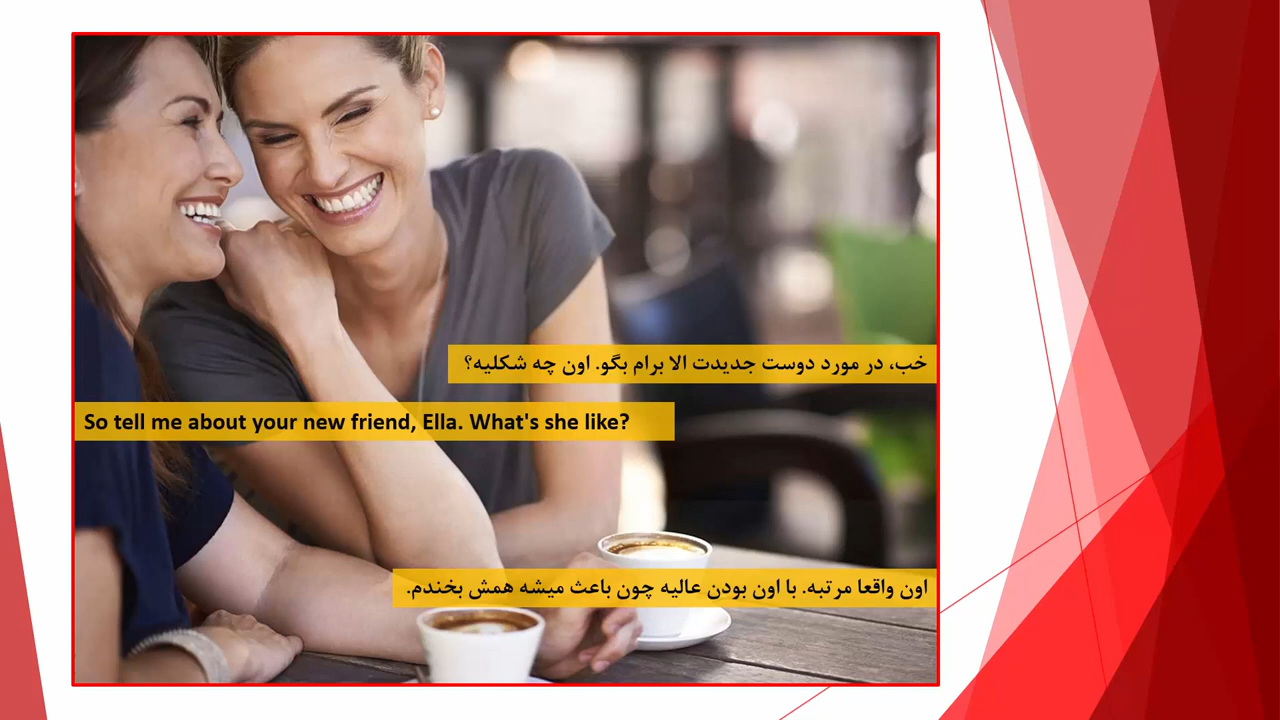 خب، در مورد دوست جدیدت الا برام بگو. اون چه شکلیه؟
So tell me about your new friend, Ella. What's she like?
اون واقعا مرتبه. با اون بودن عالیه چون باعث میشه همش بخندم.